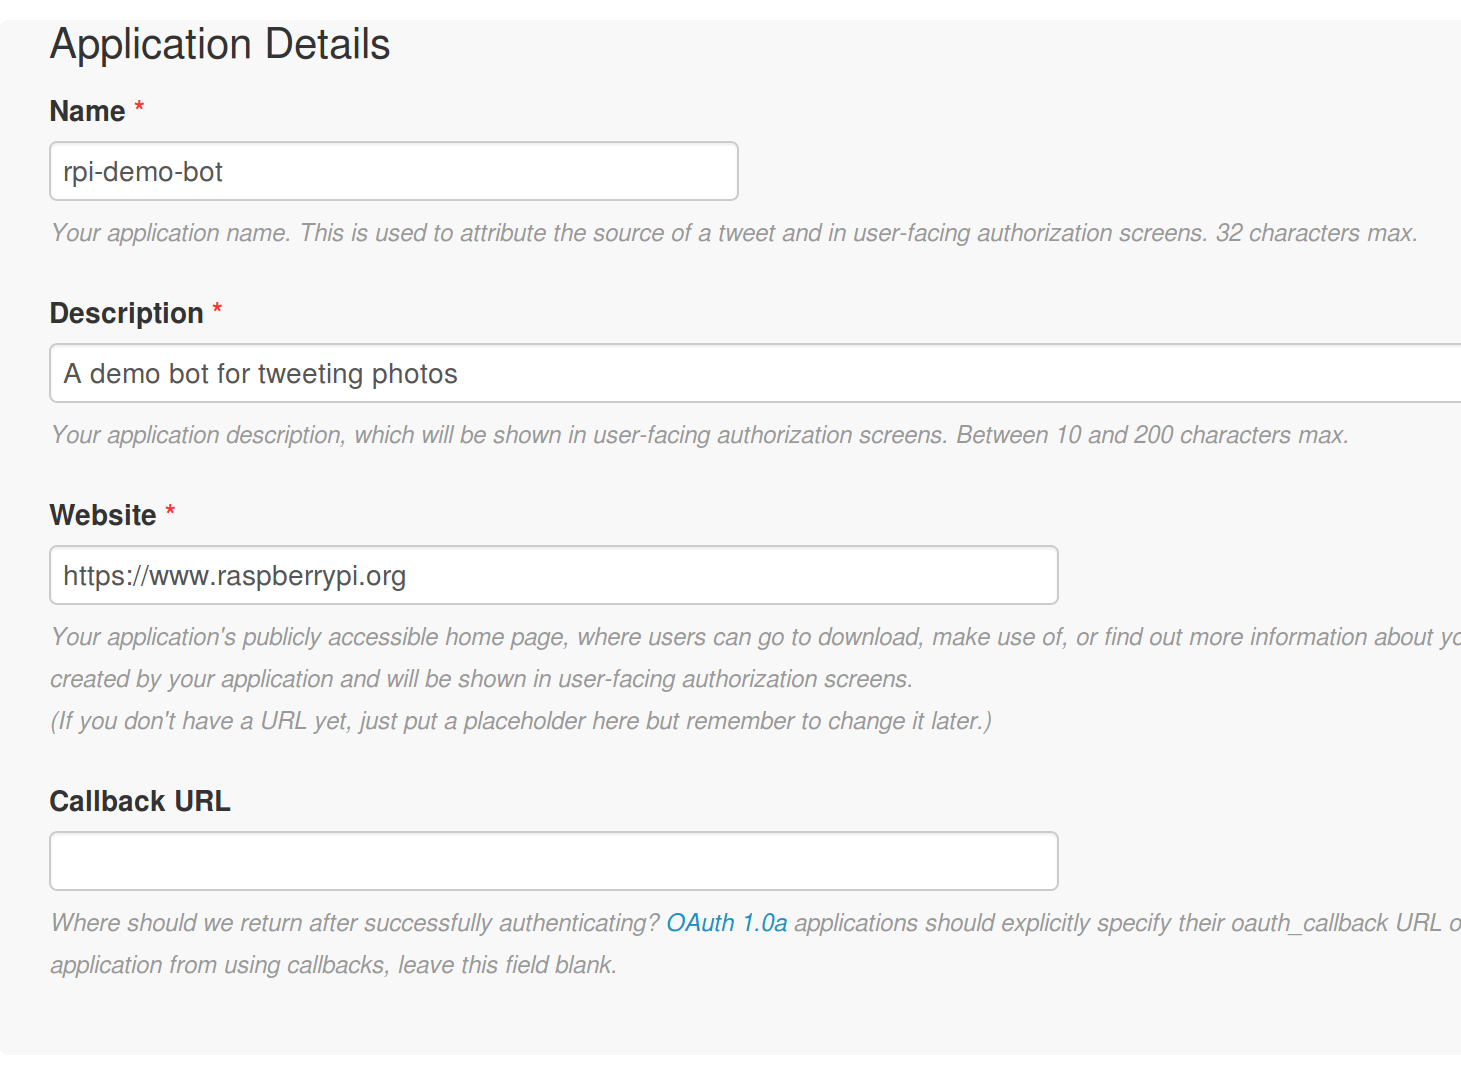 Application Details
Name *
rpi-demo-bot
Your application name. This is used to attribute the source of a tweet and in user-facing authorization screens. 32 characters max.
Description *
A demo bot for tweeting photos
Your application description, which will be shown in user-facing authorization screens. Between 10 and 200 characters max.
Website *
https://www.raspberrypi.org
Your application's publicly accessible home page, where users can go to download, make use of, or find out more information about
created by your application and will be shown in user-facing authorization screens.
(If you don't have a URL yet, just put a placeholder here but remember to change it later.)
Callback URL
Where should we return after successfully authenticating? OAuth 1.0a applications should explicitly specify their oauth_callback URL
application from using callbacks, leave this field blank.